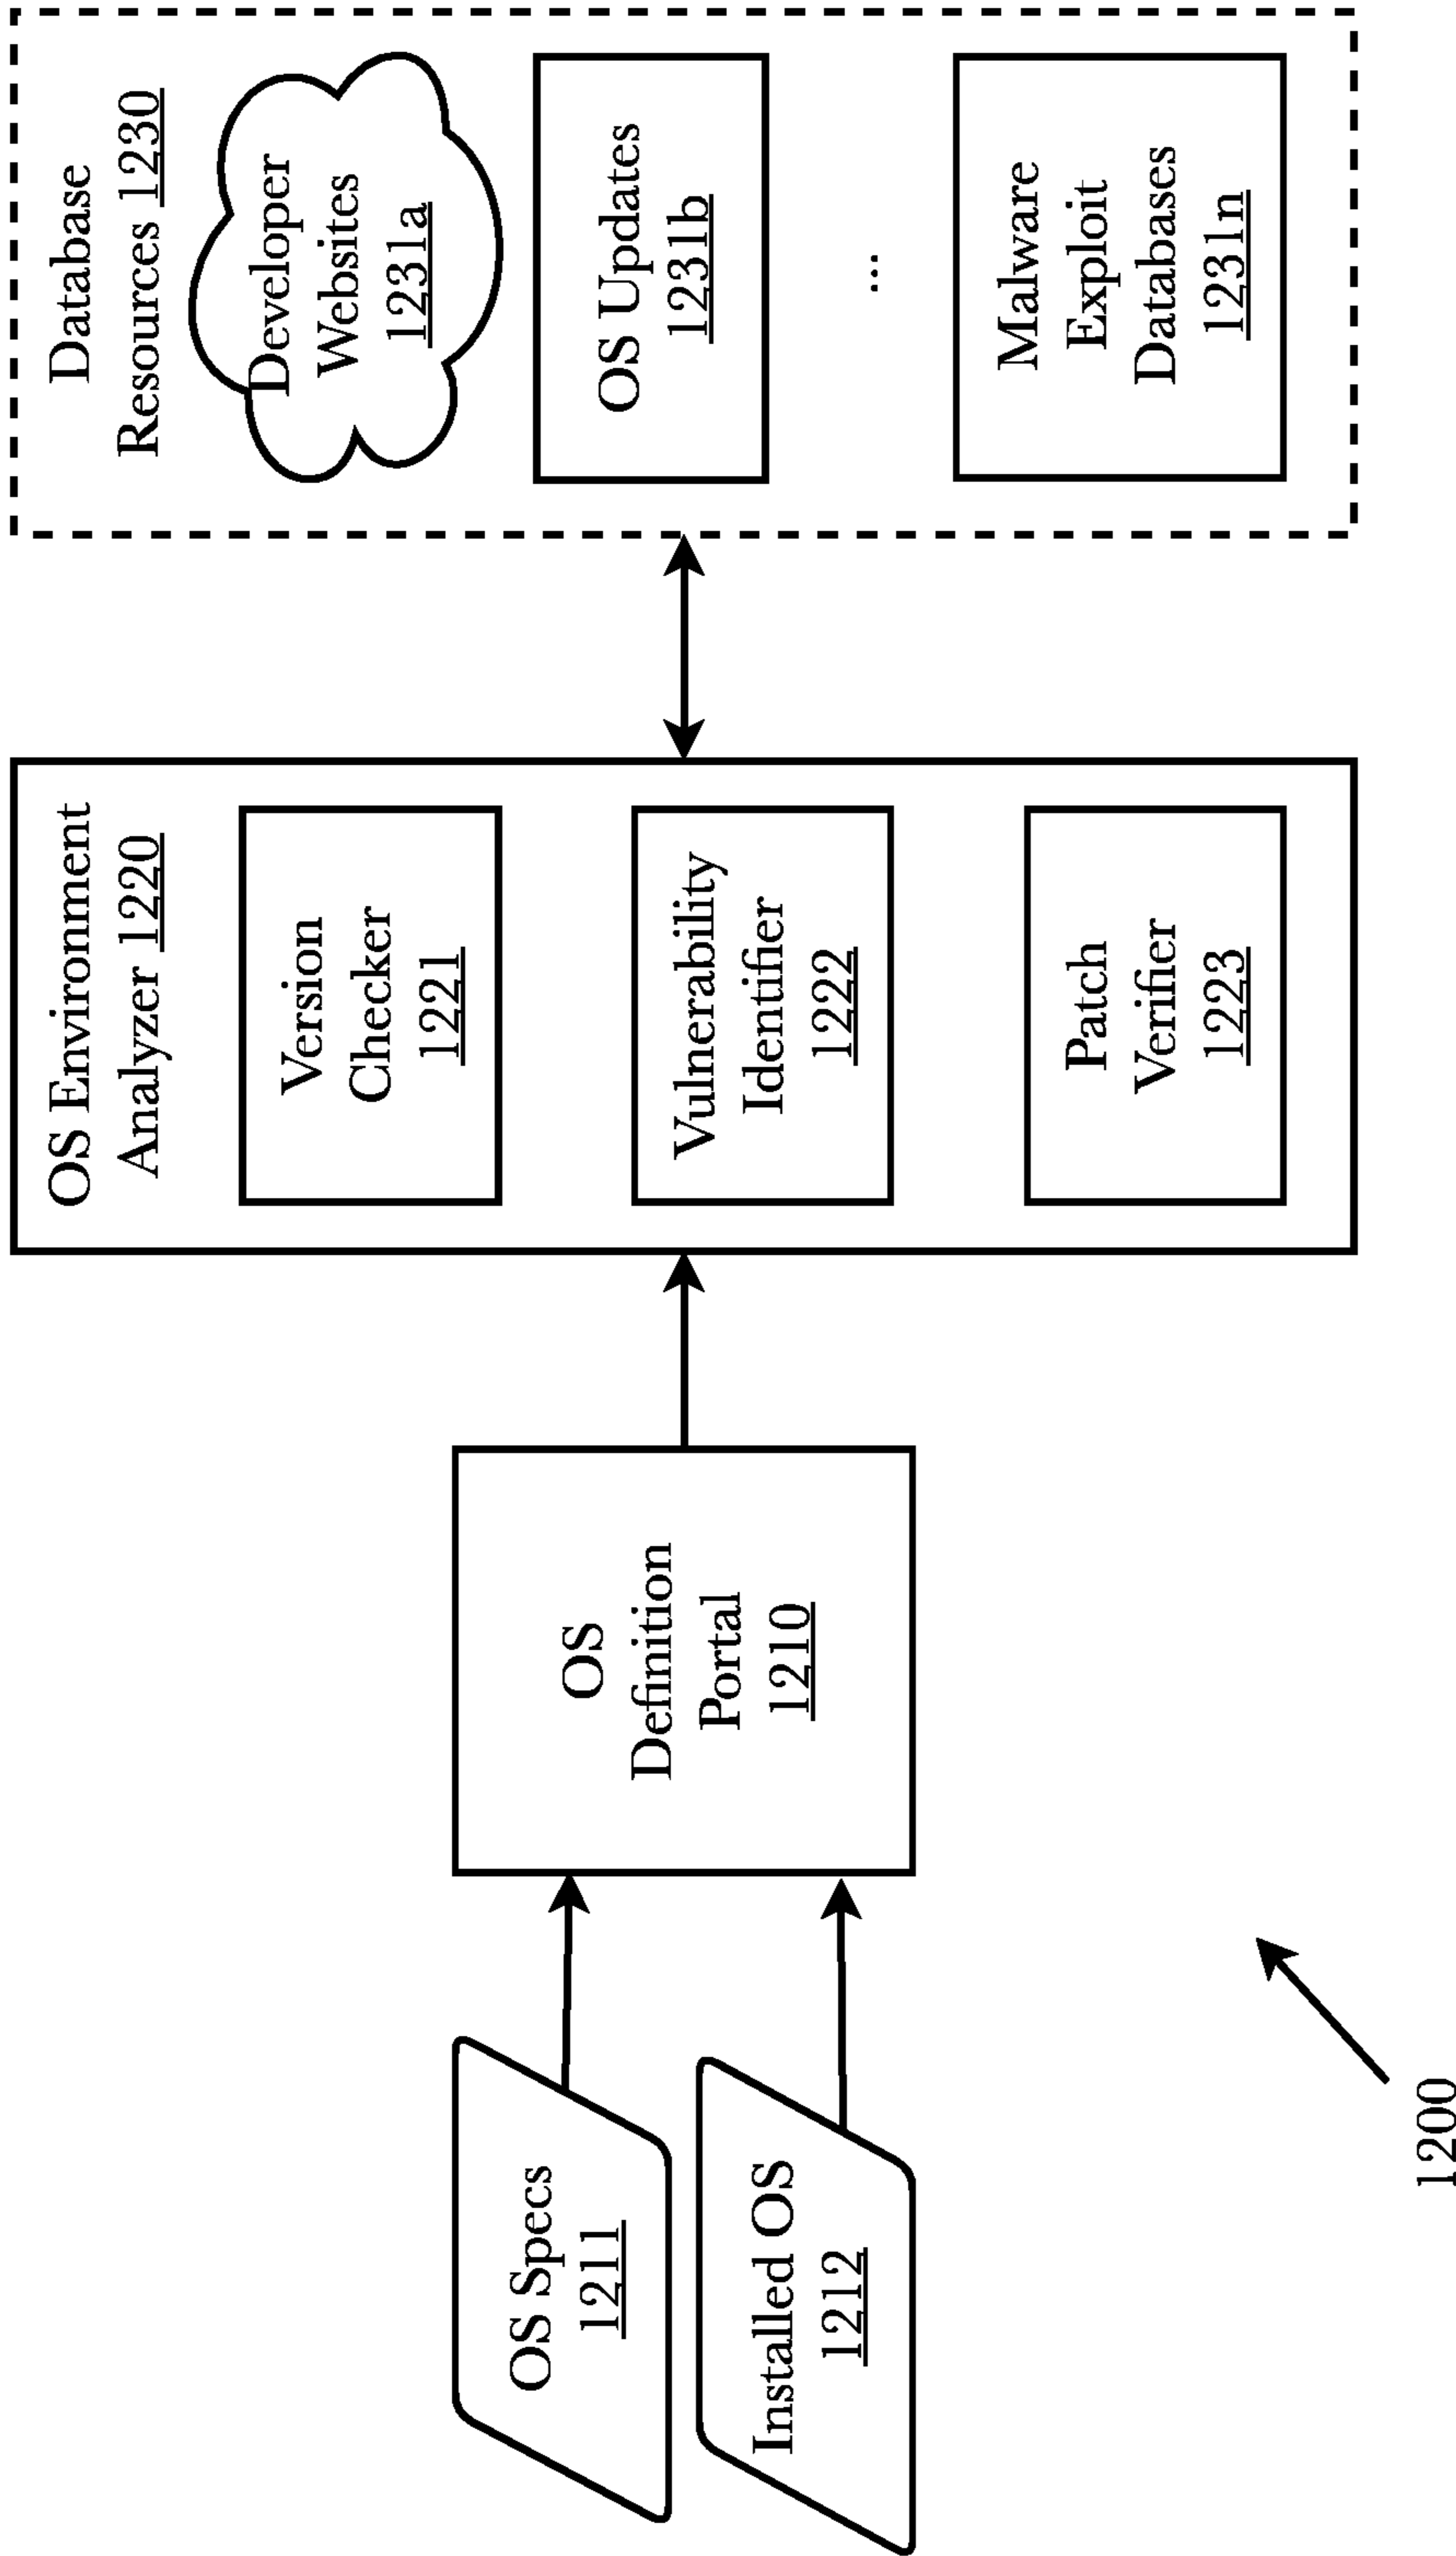 OS Specs
1211
Installed OS
1212
OS
Definition
Portal
1210
OS Environment
Analyzer 1220
Version
Checker
1221
Vulnerability
Identifier
1222
Patch
Verifier
1223
Database
Resources 1230
Developer
Websites
1231a
OS Updates
1231b
...
Malware
Exploit
Databases
1231n
1200